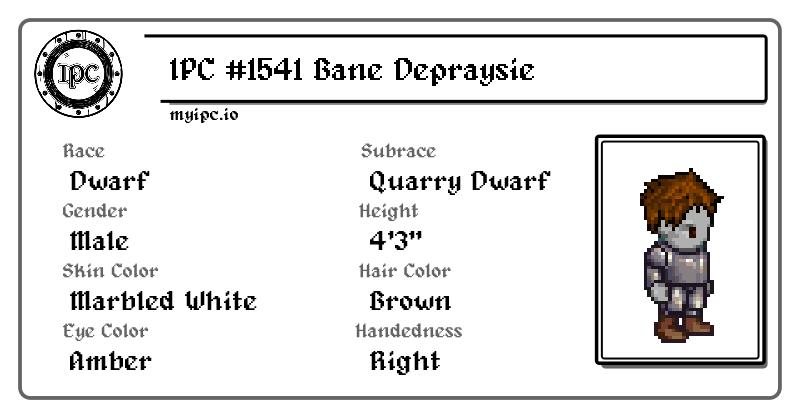 IPC
IPC #1541 Bane Depraysie
myipc.io
Race
Dwarf
Subrace
Quarry Dwarf
Gender
Male
Height
4'3"
Skin Color
Marbled White
Hair Color
Brown
Eye Color
Amber
Handedness
Right